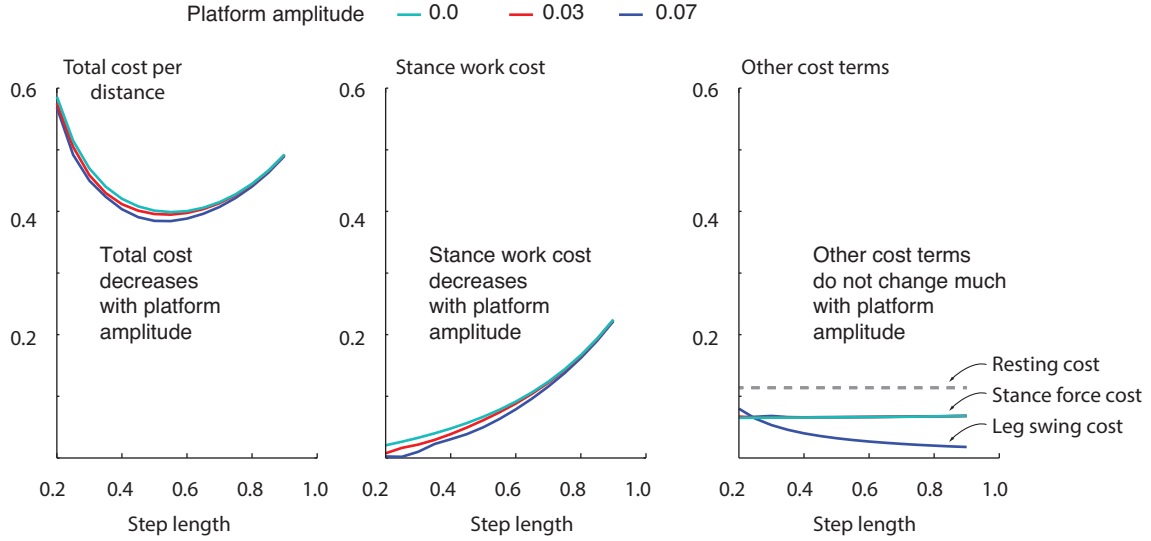 Platform amplitude 0.0 0.03 0.07
Total cost per
distance
0.6
0.4
0.2
Total cost
decreases
with platform
amplitude
0.2 0.4 0.6 0.8 1.0
Step length
Stance work cost
0.6
0.4
0.2
Stance work cost
decreases
with platform
amplitude
0.2 0.4 0.6 0.8 1.0
Step length
Other cost terms
0.6
0.4
0.2
Other cost terms
do not change much
with platform
amplitude
Resting cost
Stance force cost
Leg swing cost
0.2 0.4 0.6 0.8 1.0
Step length